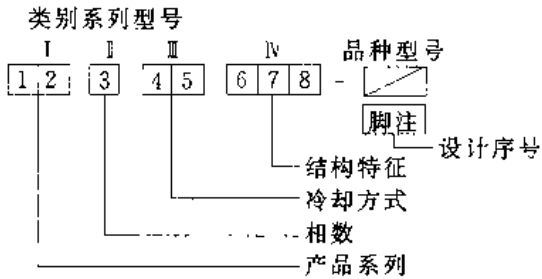 类别系列型号
Ⅰ Ⅱ Ⅲ Ⅳ 品种型号
1 2 3 4 5 6 7 8 -
脚注
设计序号
结构特征
冷却方式
相数
产品系列